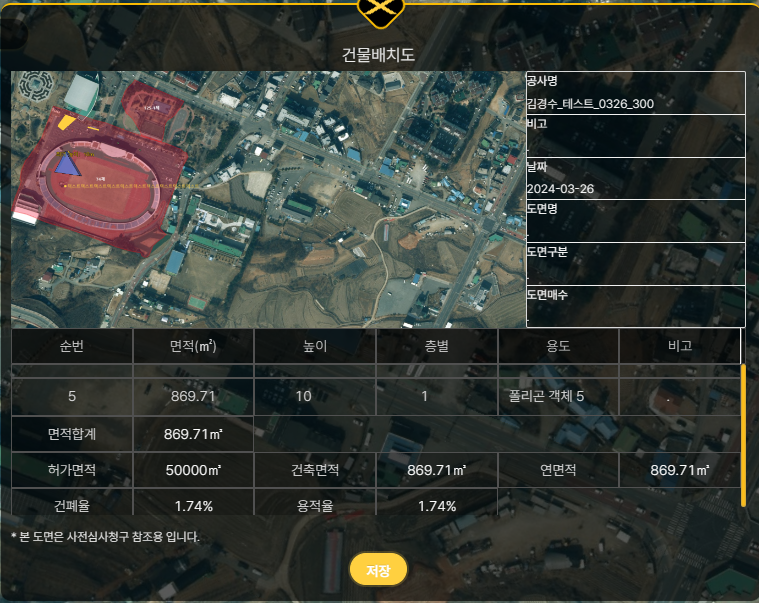 건물배치도
공사명
김경수_테스트_0326_300
비고
.
날짜
2024-03-26
도면명
.
도면구분
.
도면매수
.
순번 면적(㎡) 높이 층별 용도 비고
5 869.71 10 1 폴리곤 객체 5 .
면적합계 869.71㎡
허가면적 50000㎡ 건축면적 869.71㎡ 연면적 869.71㎡
건폐율 1.74% 용적율 1.74%
* 본 도면은 사전심사청구 참조용 입니다.
저장